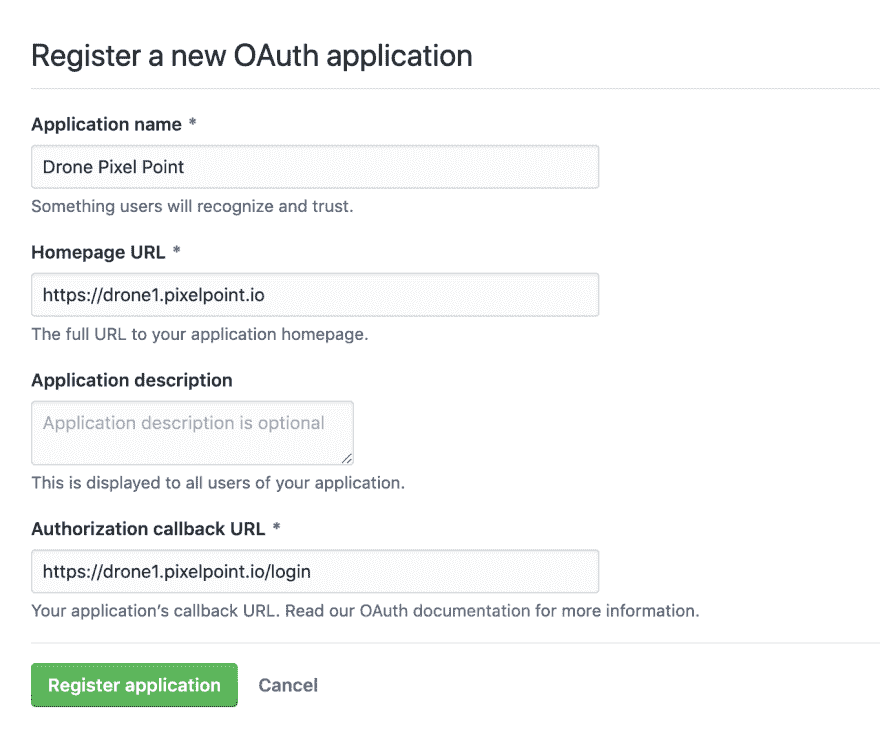 Register a new OAuth application
Application name *
Drone Pixel Point
Something users will recognize and trust.
Homepage URL *
https://drone1.pixelpoint.io
The full URL to your application homepage.
Application description
Application description is optional
This is displayed to all users of your application.
Authorization callback URL *
https://drone1.pixelpoint.io/login
Your application’s callback URL. Read our OAuth documentation for more information.
Register application Cancel